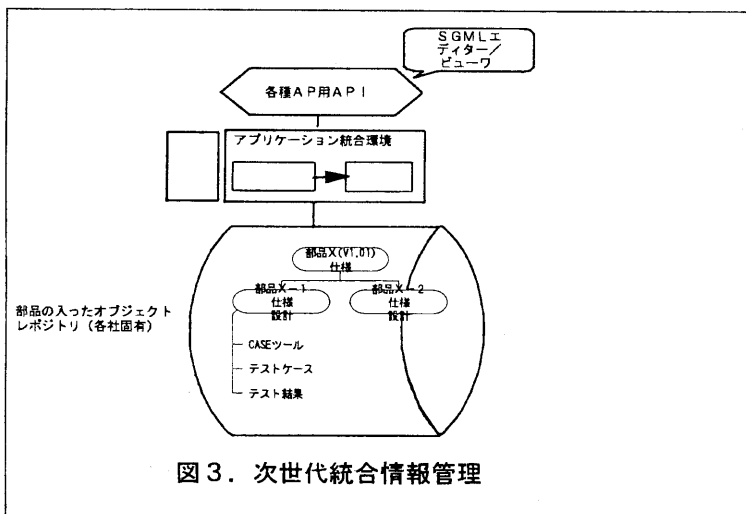 SGMLエ
ディター／
ビューワ
各種AP用API
アプリケーション統合環境
部品X(V1.01)
仕様
部品X－1
仕様
設計
部品X－2
仕様
設計
部品の入ったオブジェクト
レポジトリ（各社固有）
CASEツール
テストケース
テスト結果
図3．次世代統合情報管理